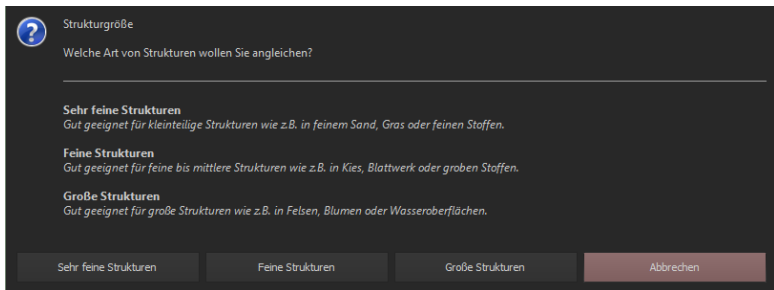 Strukturgröße
Welche Art von Strukturen wollen Sie angleichen?
Sehr feine Strukturen
Gut geeignet für kleinteilige Strukturen wie z.B. in feinem Sand, Gras oder feinen Stoffen.
Feine Strukturen
Gut geeignet für feine bis mittlere Strukturen wie z.B. in Kies, Blattwerk oder groben Stoffen.
Große Strukturen
Gut geeignet für große Strukturen wie z.B. in Felsen, Blumen oder Wasseroberflächen.
Sehr feine Strukturen Feine Strukturen Große Strukturen Abbrechen